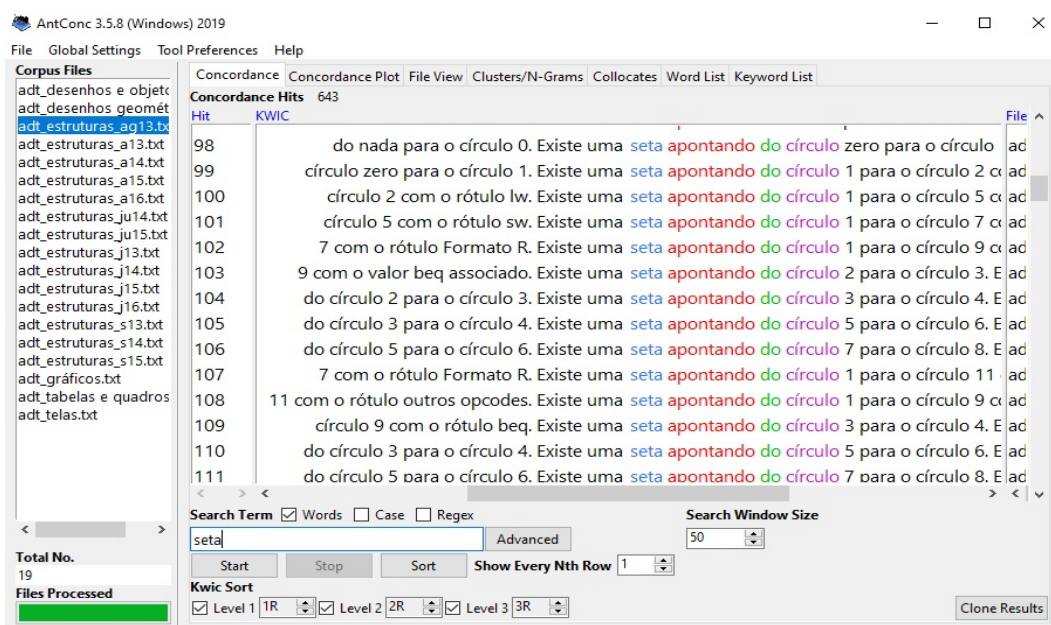 AntConc 3.5.8 (Windows) 2019
File Global Settings Tool Preferences Help
Corpus Files
adt_desenhos e objeto
adt_desenhos geomét
adt_estruturas_ag13.tx
adt_estruturas_a13.txt
adt_estruturas_a14.txt
adt_estruturas_a15.txt
adt_estruturas_a16.txt
adt_estruturas_ju14.txt
adt_estruturas_ju15.txt
adt_estruturas_j13.txt
adt_estruturas_j14.txt
adt_estruturas_j15.txt
adt_estruturas_j16.txt
adt_estruturas_s13.txt
adt_estruturas_s14.txt
adt_estruturas_s15.txt
adt_gráficos.txt
adt_tabelas e quadros
adt_telas.txt
Total No.
19
Files Processed
Concordance Concordance Plot File View Clusters/N-Grams Collocates Word List Keyword List
Concordance Hits 643
Hit KWIC File
98 do nada para o círculo 0. Existe uma seta apontando do círculo zero para o círculo ad
99 círculo zero para o círculo 1. Existe uma seta apontando do círculo 1 para o círculo 2 co ad
100 círculo 2 com o rótulo lw. Existe uma seta apontando do círculo 1 para o círculo 5 co ad
101 círculo 5 com o rótulo sw. Existe uma seta apontando do círculo 1 para o círculo 7 co ad
102 7 com o rótulo Formato R. Existe uma seta apontando do círculo 1 para o círculo 9 co ad
103 9 com o valor beq associado. Existe uma seta apontando do círculo 2 para o círculo 3. E ad
104 do círculo 2 para o círculo 3. Existe uma seta apontando do círculo 3 para o círculo 4. E ad
105 do círculo 3 para o círculo 4. Existe uma seta apontando do círculo 5 para o círculo 6. E ad
106 do círculo 5 para o círculo 6. Existe uma seta apontando do círculo 7 para o círculo 8. E ad
107 7 com o rótulo Formato R. Existe uma seta apontando do círculo 1 para o círculo 11 ad
108 11 com o rótulo outros opcodes. Existe uma seta apontando do círculo 1 para o círculo 9 co ad
109 círculo 9 com o rótulo beq. Existe uma seta apontando do círculo 3 para o círculo 4. E ad
110 do círculo 3 para o círculo 4. Existe uma seta apontando do círculo 5 para o círculo 6. E ad
111 do círculo 5 para o círculo 6. Existe uma seta apontando do círculo 7 para o círculo 8. E ad
Search Term Words Case Regex Search Window Size
seta Advanced 50
Start Stop Sort Show Every Nth Row 1
Kwic Sort
Level 1 1R Level 2 2R Level 3 3R Clone Results